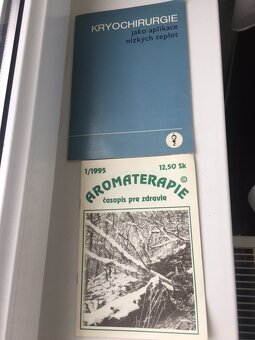 KRYOCHIRURGIE
jako aplikace
nízkých teplot
1/1995 12,50 Sk
AROMATERAPIE ©
časopis pre zdravie